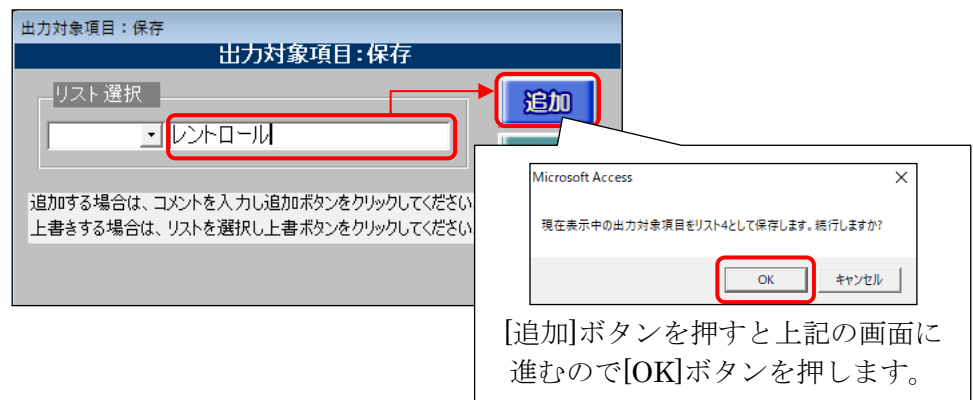 出力対象項目：保存
出力対象項目：保存
リスト選択
追加
レントロール
追加する場合は、コメントを入力し追加ボタンをクリックしてください
上書きする場合は、リストを選択し上書ボタンをクリックしてください
Microsoft Access
現在表示中の出力対象項目をリスト4として保存します。続行しますか?
OK
キャンセル
[追加]ボタンを押すと上記の画面に
進むので[OK]ボタンを押します。